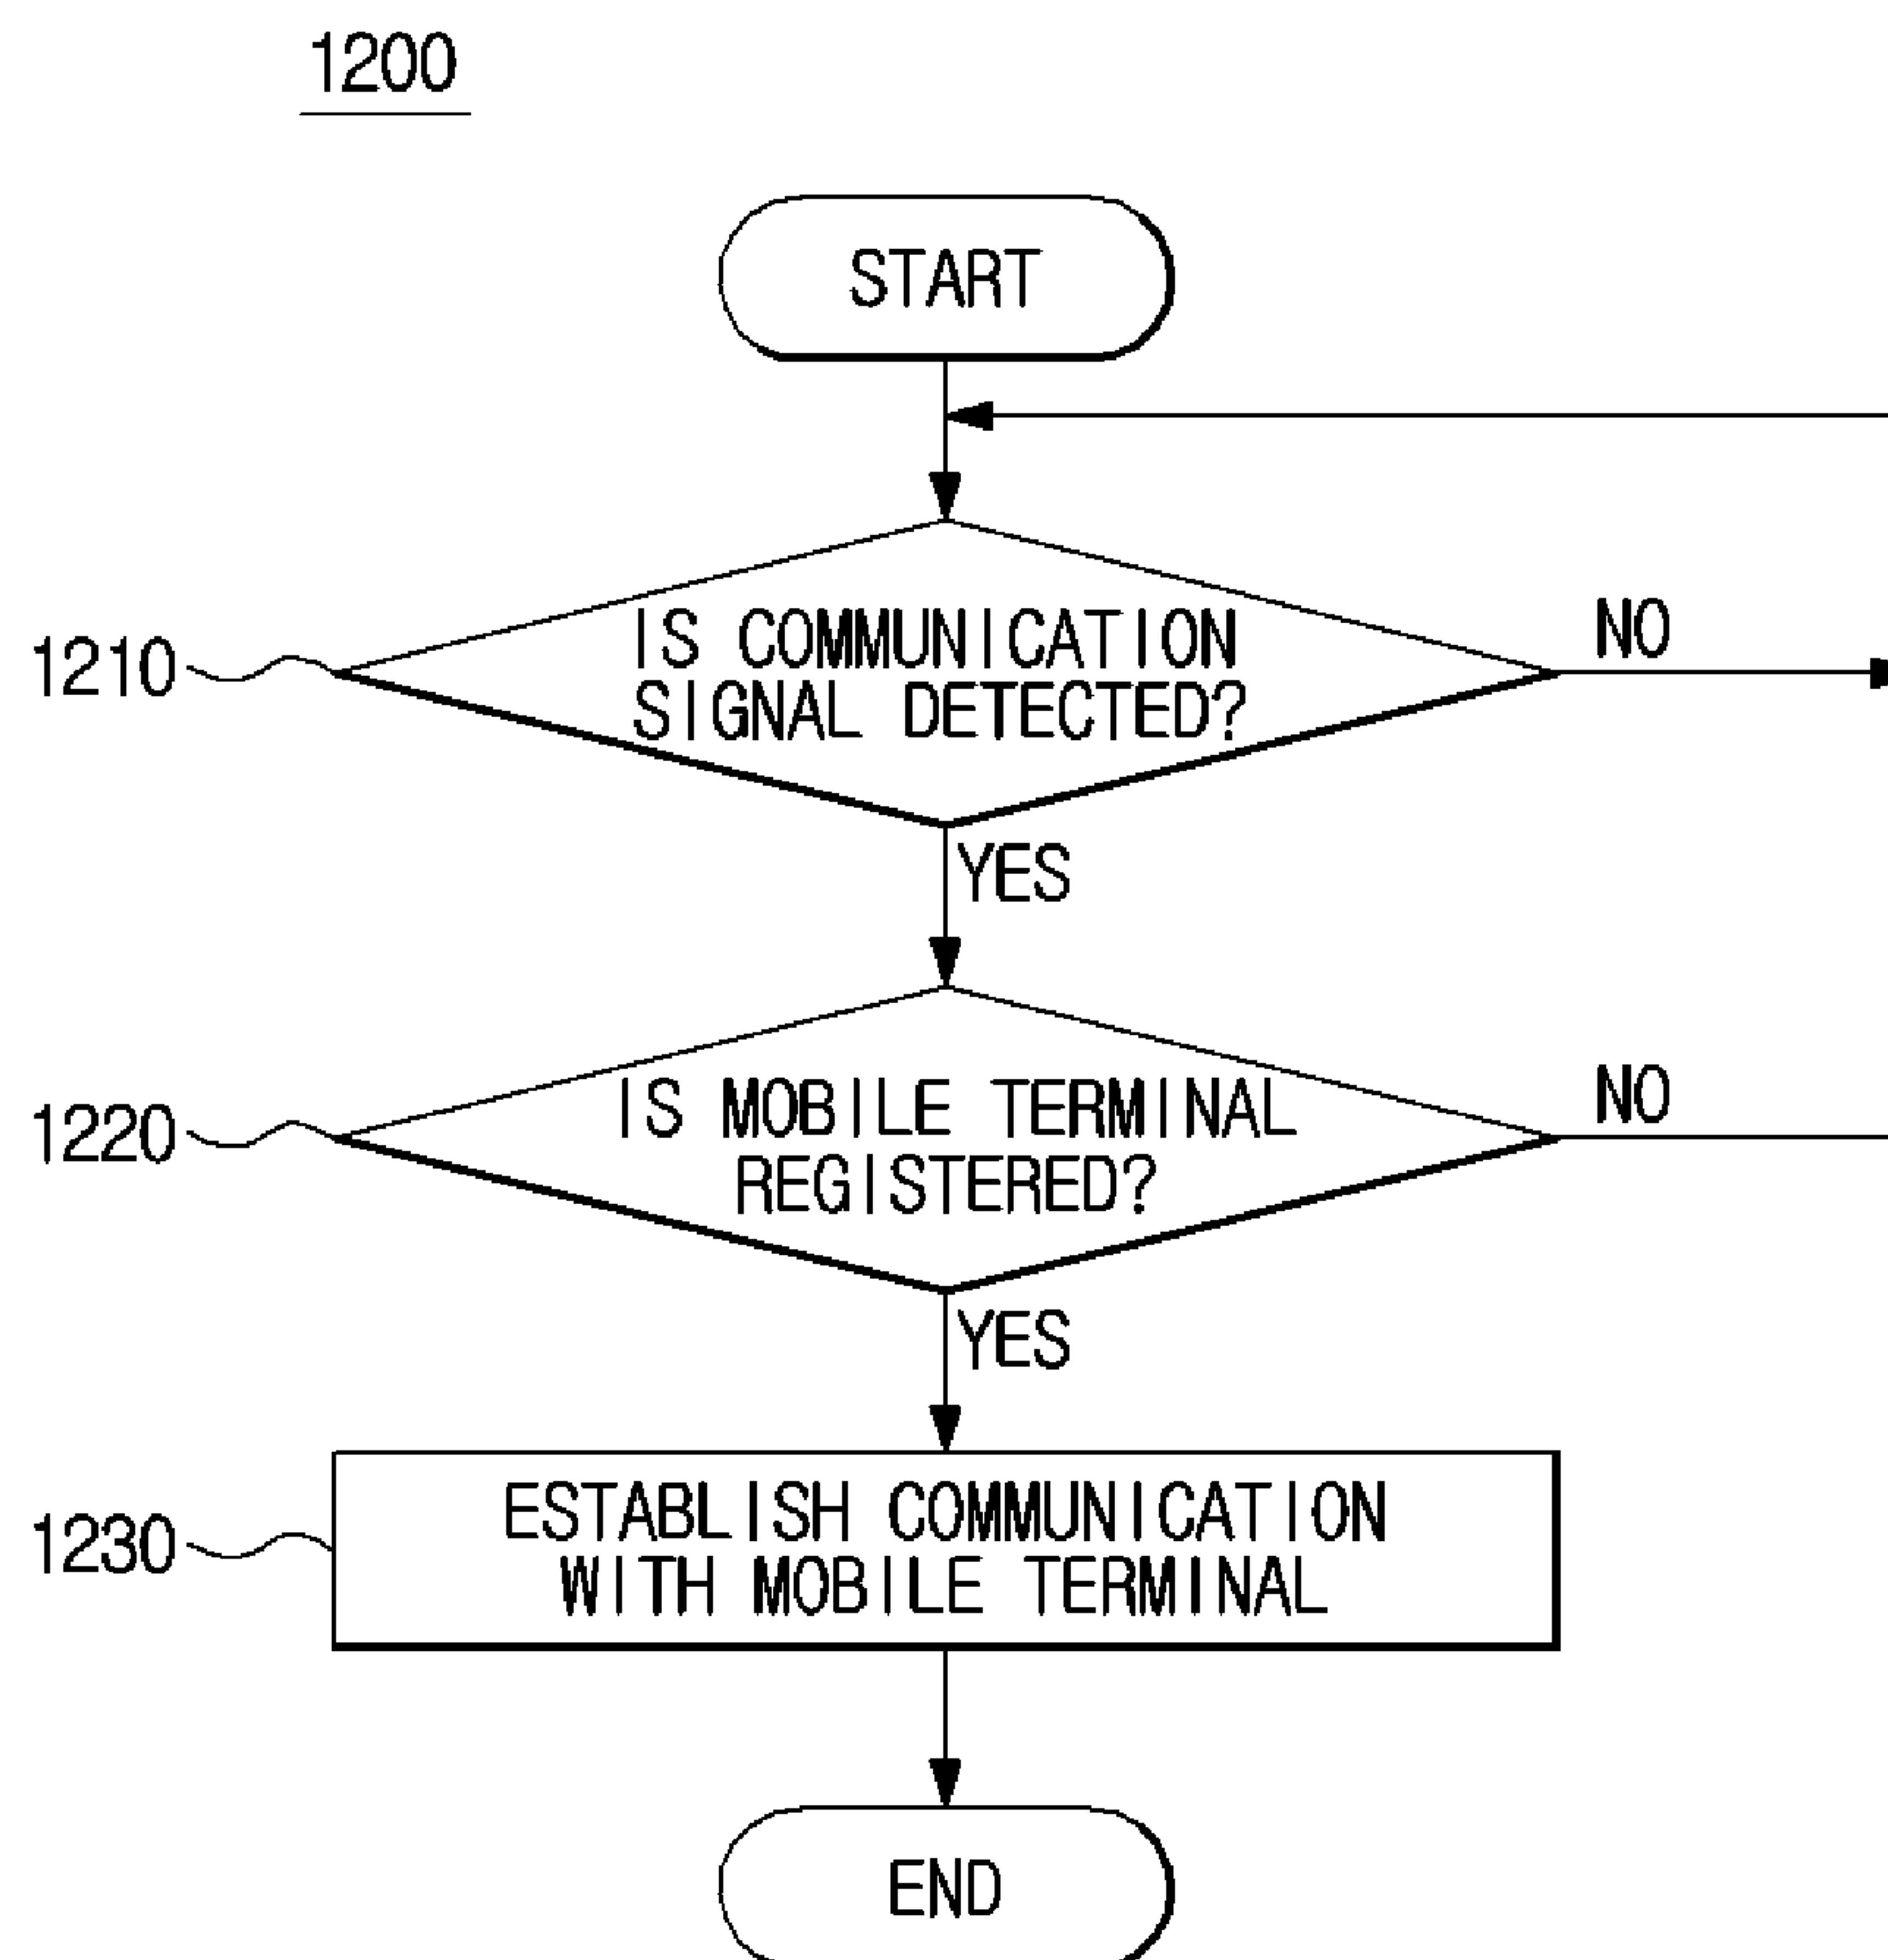 1200
START
1210
IS COMMUNICATION
SIGNAL DETECTED?
NO
YES
1220
IS MOBILE TERMINAL
REGISTERED?
NO
YES
1230
ESTABLISH COMMUNICATION
WITH MOBILE TERMINAL
END